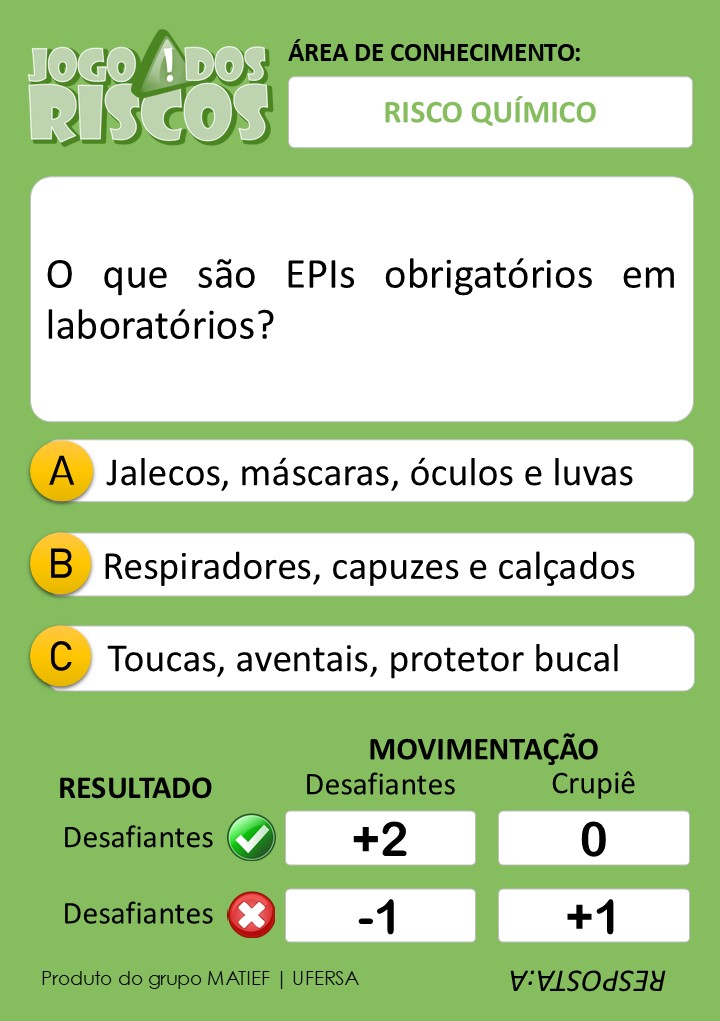 JOGO DOS
RISCOS
ÁREA DE CONHECIMENTO:
RISCO QUÍMICO
O que são EPIs obrigatórios em
laboratórios?
A Jalecos, máscaras, óculos e luvas
B Respiradores, capuzes e calçados
C Toucas, aventais, protetor bucal
MOVIMENTAÇÃO
RESULTADO Desafiantes Crupiê
Desafiantes +2 0
Desafiantes -1 +1
Produto do grupo MATIEF | UFERSA
RESPOSTA:A